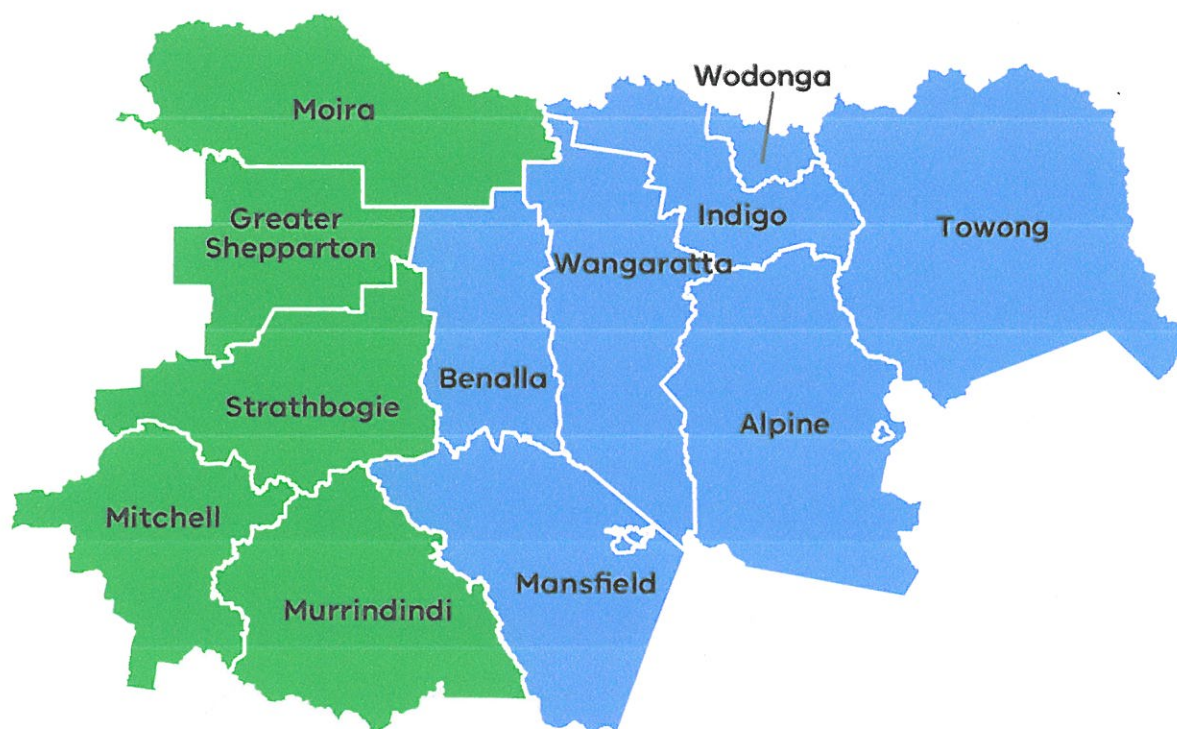 Wodonga
Moira
Greater
Shepparton
Indigo
Towong
Wangaratta
Benalla
Strathbogie
Alpine
Mitchell
Mansfield
Murrindindi